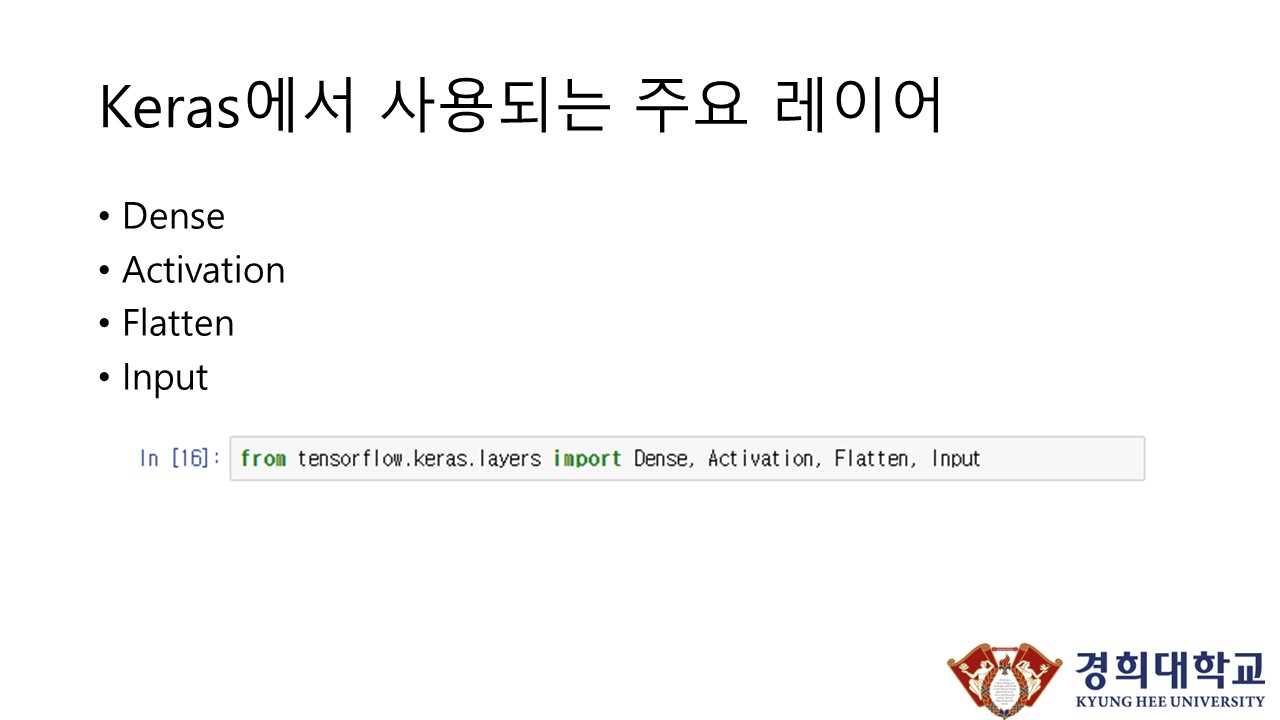 Keras에서 사용되는 주요 레이어
• Dense
• Activation
• Flatten
• Input
In [16]: from tensorflow.keras.layers import Dense, Activation, Flatten, Input
경희대학교
KYUNG HEE UNIVERSITY